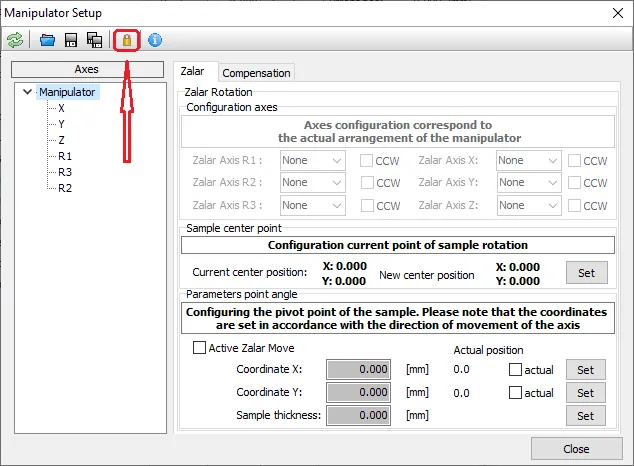 Manipulator Setup
Axes
Manipulator
X
Y
Z
R1
R3
R2
Zalar Compensation
Zalar Rotation
Configuration axes
Axes configuration correspond to
the actual arrangement of the manipulator
Zalar Axis R1 : None CCW Zalar Axis X: None CCW
Zalar Axis R2 : None CCW Zalar Axis Y: None CCW
Zalar Axis R3 : None CCW Zalar Axis Z: None CCW
Sample center point
Configuration current point of sample rotation
Current center position: X: 0.000 New center position X: 0.000 Set
Y: 0.000 Y: 0.000
Parameters point angle
Configuring the pivot point of the sample. Please note that the coordinates
are set in accordance with the direction of movement of the axis
Active Zalar Move Actual position
Coordinate X: 0.000 [mm] 0.0 actual Set
Coordinate Y: 0.000 [mm] 0.0 actual Set
Sample thickness: 0.000 [mm] Set
Close